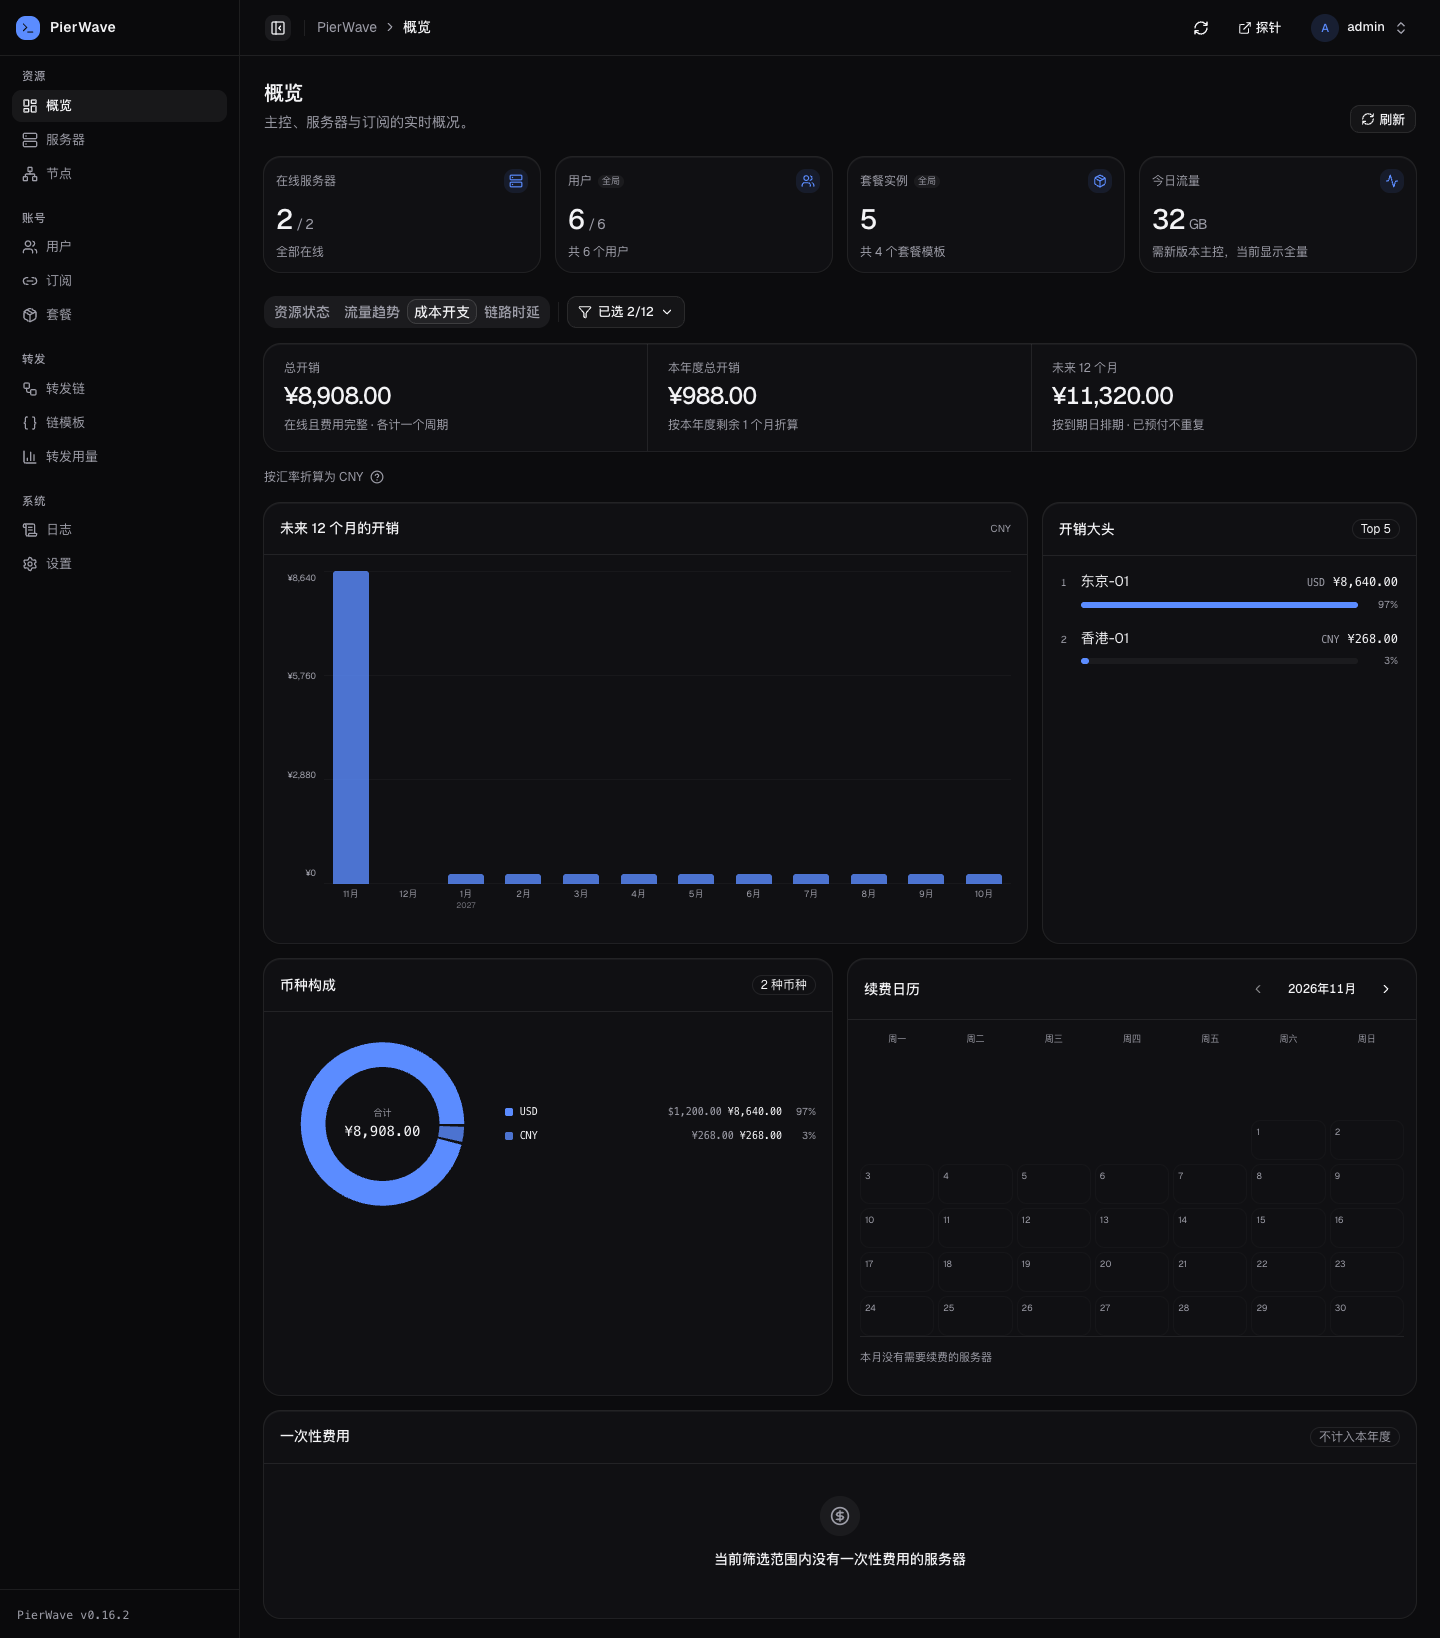 PierWave
PierWave > 概览
探针
A admin
资源
概览
服务器
节点
账号
用户
订阅
套餐
转发
转发链
链模板
转发用量
系统
日志
设置
PierWave v0.16.2
概览
主控、服务器与订阅的实时概况。
刷新
在线服务器
2 / 2
全部在线
用户 全局
6 / 6
共 6 个用户
套餐实例 全局
5
共 4 个套餐模板
今日流量
32 GB
需新版本主控，当前显示全量
资源状态 流量趋势 成本开支 链路时延 已选 2/12
总开销
¥8,908.00
在线且费用完整 · 各计一个周期
本年度总开销
¥988.00
按本年度剩余 1 个月折算
未来 12 个月
¥11,320.00
按到期日排期 · 已预付不重复
按汇率折算为 CNY
未来 12 个月的开销 CNY
¥8,640
¥5,760
¥2,880
¥0
11月 12月 1月 2月 3月 4月 5月 6月 7月 8月 9月 10月
2027
开销大头 Top 5
1 东京-01 USD ¥8,640.00
97%
2 香港-01 CNY ¥268.00
3%
币种构成 2 种币种
合计
¥8,908.00
USD $1,200.00 ¥8,640.00 97%
CNY ¥268.00 ¥268.00 3%
续费日历 2026年11月
周一 周二 周三 周四 周五 周六 周日
1 2
3 4 5 6 7 8 9
10 11 12 13 14 15 16
17 18 19 20 21 22 23
24 25 26 27 28 29 30
本月没有需要续费的服务器
一次性费用 不计入本年度
当前筛选范围内没有一次性费用的服务器